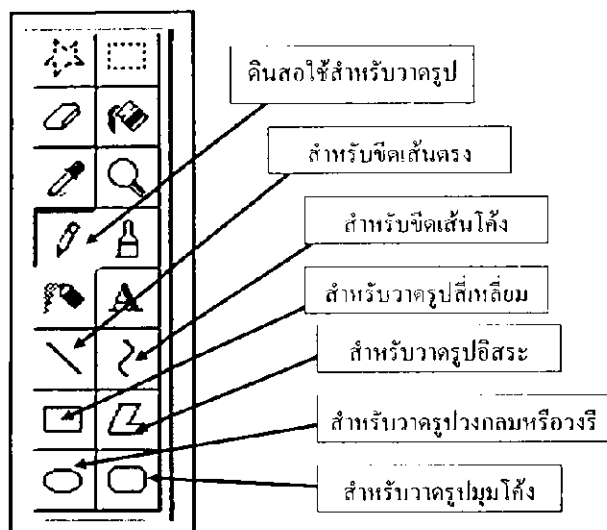 ดินสอใช้สำหรับวาดรูป
สำหรับขีดเส้นตรง
สำหรับขีดเส้นโค้ง
สำหรับวาดรูปสี่เหลี่ยม
สำหรับวาดรูปอิสระ
สำหรับวาดรูปวงกลมหรือวงรี
สำหรับวาดรูปมุมโค้ง